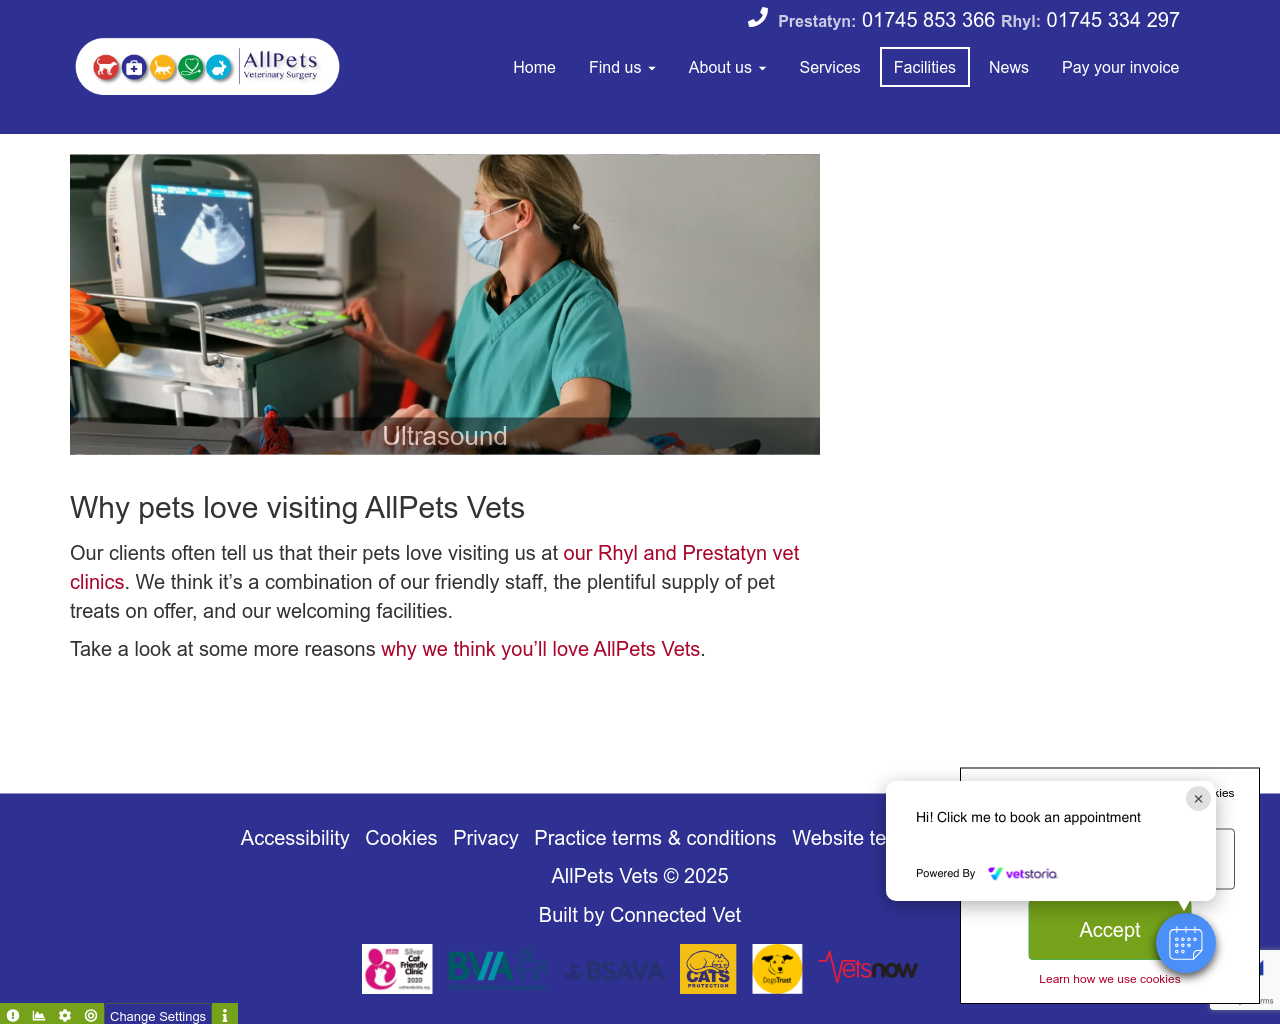 Prestatyn: 01745 853 366 Rhyl: 01745 334 297
AllPets
Veterinary Surgery
Home Find us About us Services Facilities News Pay your invoice
Ultrasound
Why pets love visiting AllPets Vets
Our clients often tell us that their pets love visiting us at our Rhyl and Prestatyn vet
clinics. We think it’s a combination of our friendly staff, the plentiful supply of pet
treats on offer, and our welcoming facilities.
Take a look at some more reasons why we think you’ll love AllPets Vets.
Hi! Click me to book an appointment
Powered By vetstoria
Accessibility Cookies Privacy Practice terms & conditions Website
AllPets Vets © 2025
Built by Connected Vet
Accept
Learn how we use cookies
Silver
Cat
Friendly
Clinic
2020
BVA
BSAVA
CATS
PROTECTION
DogsTrust
Vetsnow
Change Settings